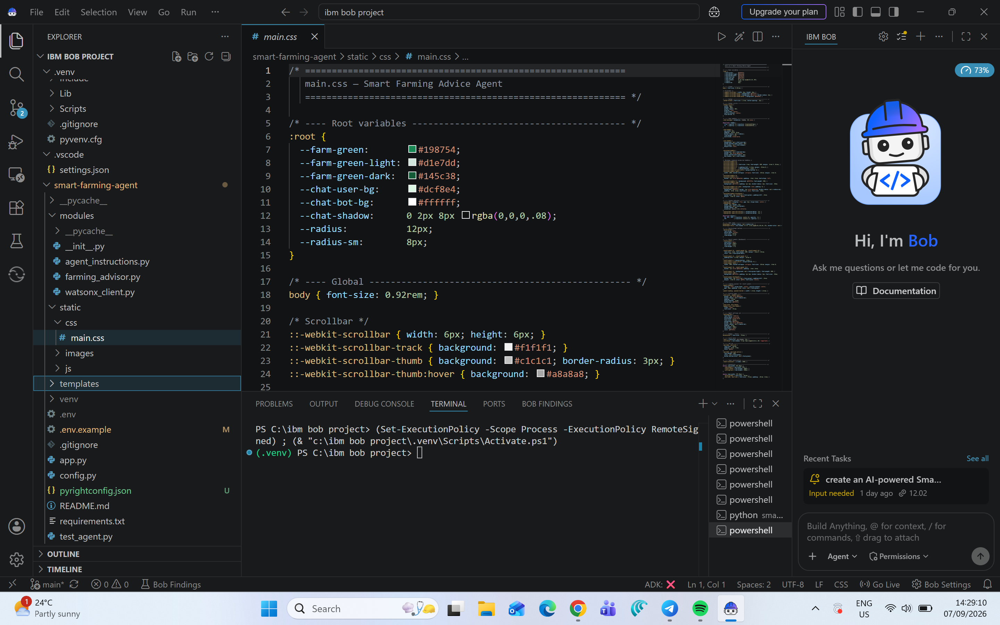 File Edit Selection View Go Run ···
ibm bob project
Upgrade your plan
EXPLORER
IBM BOB PROJECT
.venv
Lib
Scripts
.gitignore
pyvenv.cfg
.vscode
{} settings.json
smart-farming-agent
__pycache__
modules
__pycache__
__init__.py
agent_instructions.py
farming_advisor.py
watsonx_client.py
static
css
# main.css
images
js
templates
venv
.env
.env.example M
.gitignore
app.py
config.py
{} pyrightconfig.json U
README.md
requirements.txt
test_agent.py
OUTLINE
TIMELINE
2
# main.css
smart-farming-agent > static > css > # main.css > ...
1 /* ============================================================
2 main.css — Smart Farming Advice Agent
3 ============================================================ */
4
5 /* ---- Root variables ---------------------------------------- */
6 :root {
7 --farm-green: #198754;
8 --farm-green-light: #d1e7dd;
9 --farm-green-dark: #145c38;
10 --chat-user-bg: #dcf8e4;
11 --chat-bot-bg: #ffffff;
12 --chat-shadow: 0 2px 8px rgba(0,0,0,.08);
13 --radius: 12px;
14 --radius-sm: 8px;
15 }
16
17 /* ---- Global ------------------------------------------------- */
18 body { font-size: 0.92rem; }
19
20 /* Scrollbar */
21 ::-webkit-scrollbar { width: 6px; height: 6px; }
22 ::-webkit-scrollbar-track { background: #f1f1f1; }
23 ::-webkit-scrollbar-thumb { background: #c1c1c1; border-radius: 3px; }
24 ::-webkit-scrollbar-thumb:hover { background: #a8a8a8; }
25
PROBLEMS OUTPUT DEBUG CONSOLE TERMINAL PORTS BOB FINDINGS
PS C:\ibm bob project> (Set-ExecutionPolicy -Scope Process -ExecutionPolicy RemoteSig
ned) ; (& "c:\ibm bob project\.venv\Scripts\Activate.ps1")
(.venv) PS C:\ibm bob project>
powershell
powershell
powershell
powershell
powershell
powershell
python sma...
powershell
IBM BOB
73%
</>
Hi, I'm Bob
Ask me questions or let me code for you.
Documentation
Recent Tasks See all
create an AI-powered Sma...
Input needed 1 day ago 12.02
Build Anything, @ for context, / for
commands, ⇧ drag to attach
Agent Permissions
main* 0 0 Bob Findings
ADK: ❌ Ln 1, Col 1 Spaces: 2 UTF-8 LF CSS Go Live Bob Settings
1
24°C
Partly sunny
Search
ENG
US
14:29:10
07/09/2026